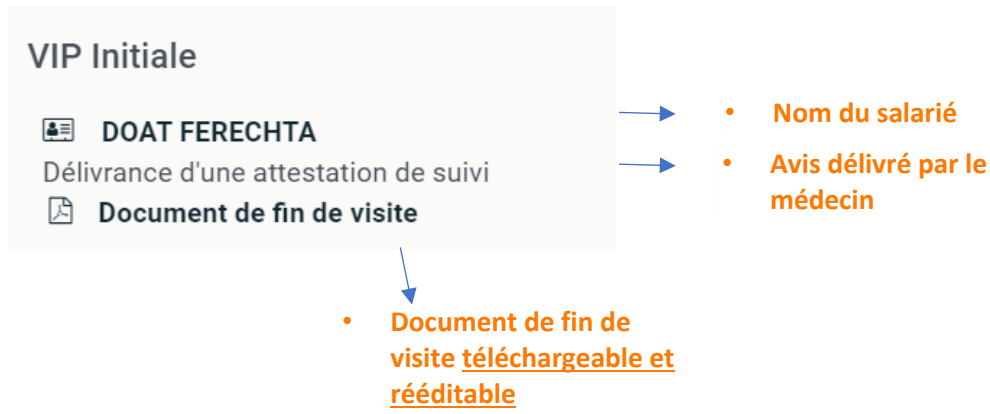 VIP Initiale
DOAT FERECHTA
Délivrance d'une attestation de suivi
Document de fin de visite
• Nom du salarié
• Avis délivré par le
médecin
• Document de fin de
visite téléchargeable et
rééditable